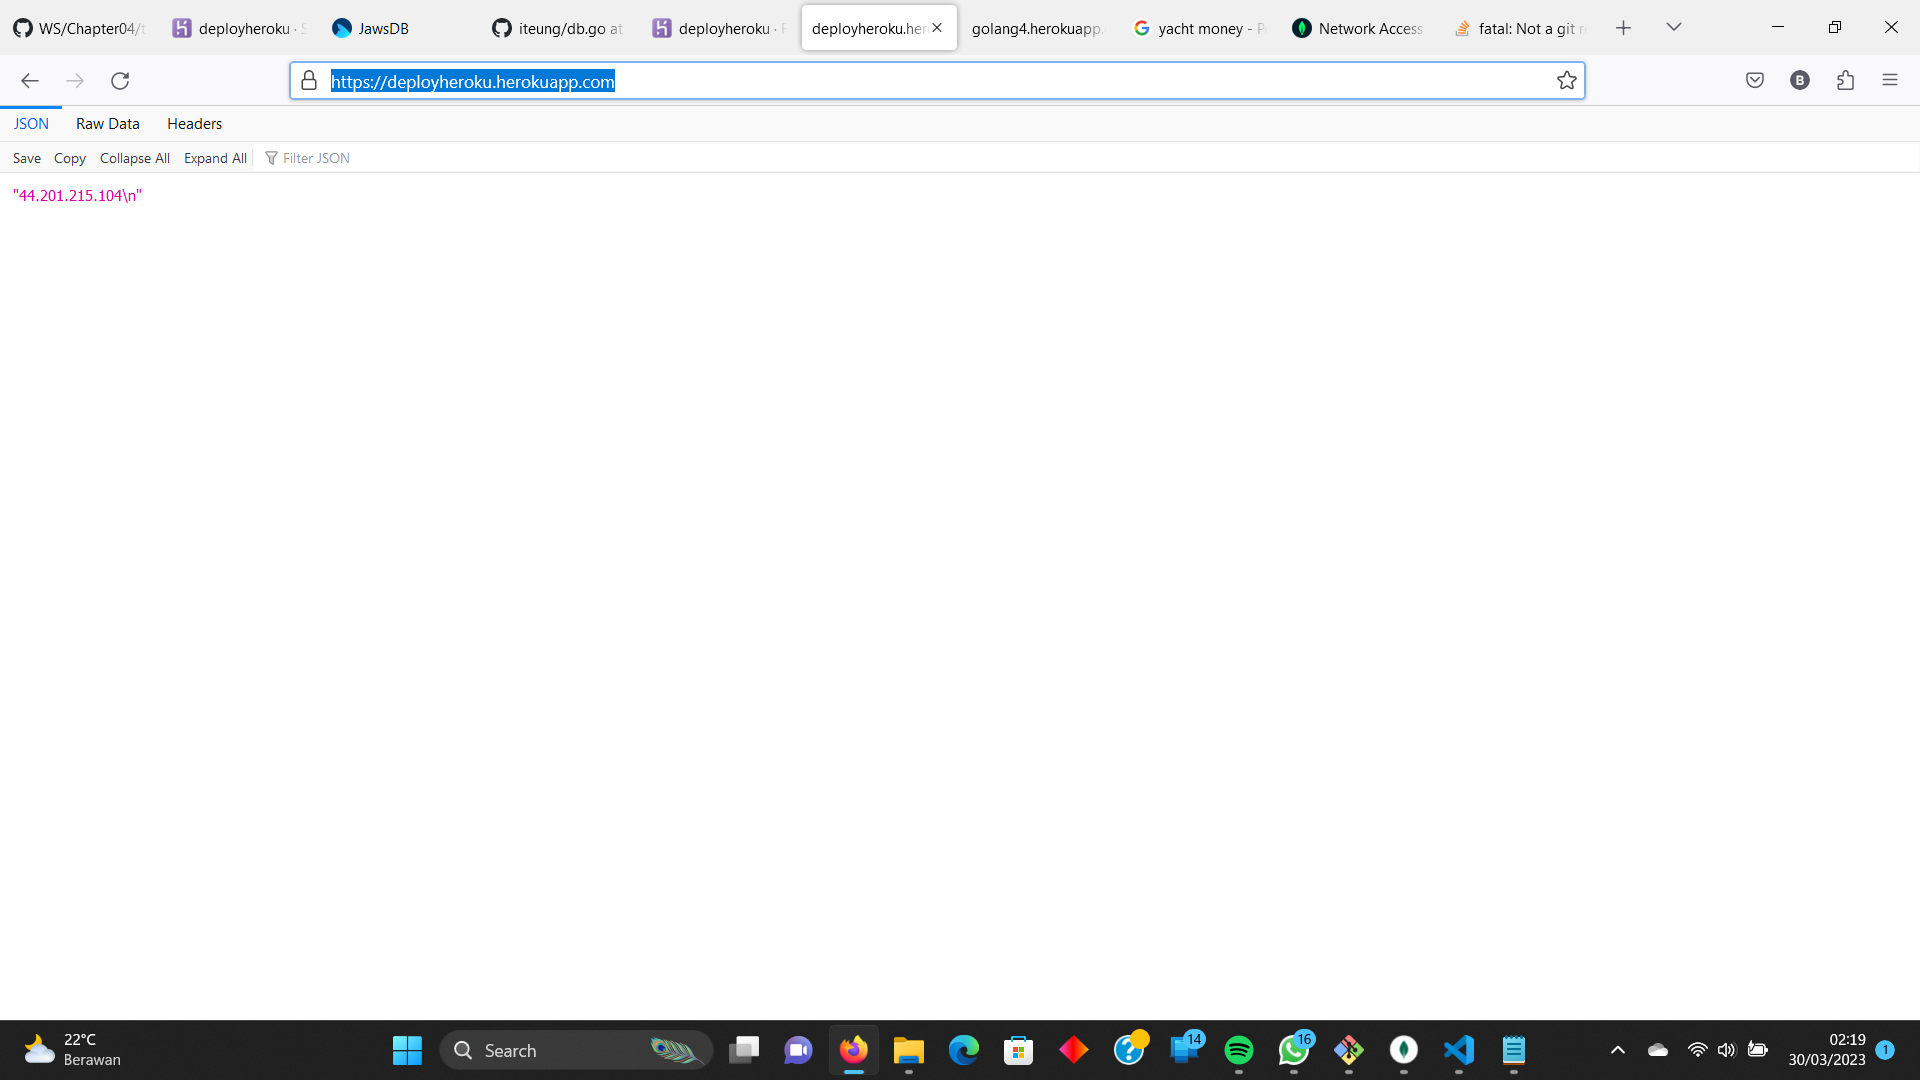 WS/Chapter04/t
deployheroku · S
JawsDB
iteung/db.go at
deployheroku ·
deployheroku.her
golang4.herokuapp.
yacht money - P
Network Access
fatal: Not a git r
https://deployheroku.herokuapp.com
B
JSON
Raw Data
Headers
Save
Copy
Collapse All
Expand All
Filter JSON
"44.201.215.104\n"
22°C
Berawan
Search
14
16
02:19
30/03/2023
1